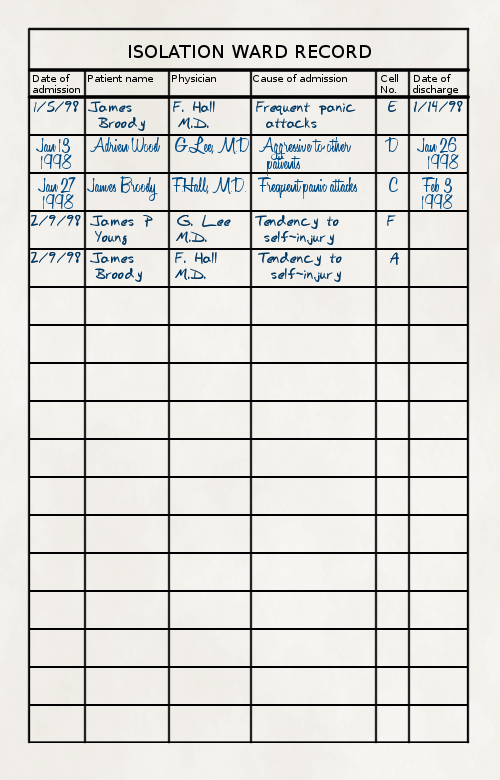 ISOLATION WARD RECORD
Date of admission Patient name Physician Cause of admission Cell No. Date of discharge
1/5/98 James Broody F. Hall M.D. Frequent panic attacks E 1/14/98
Jan 13 1998 Adrien Wood G Lee, MD Aggressive to other patients D Jan 26 1998
Jan 27 1998 James Broody F.Hall, M.D. Frequent panic attacks C Feb 3 1998
2/9/98 James P Young G. Lee M.D. Tendency to self-injury F
2/9/98 James Broody F. Hall M.D. Tendency to self-injury A